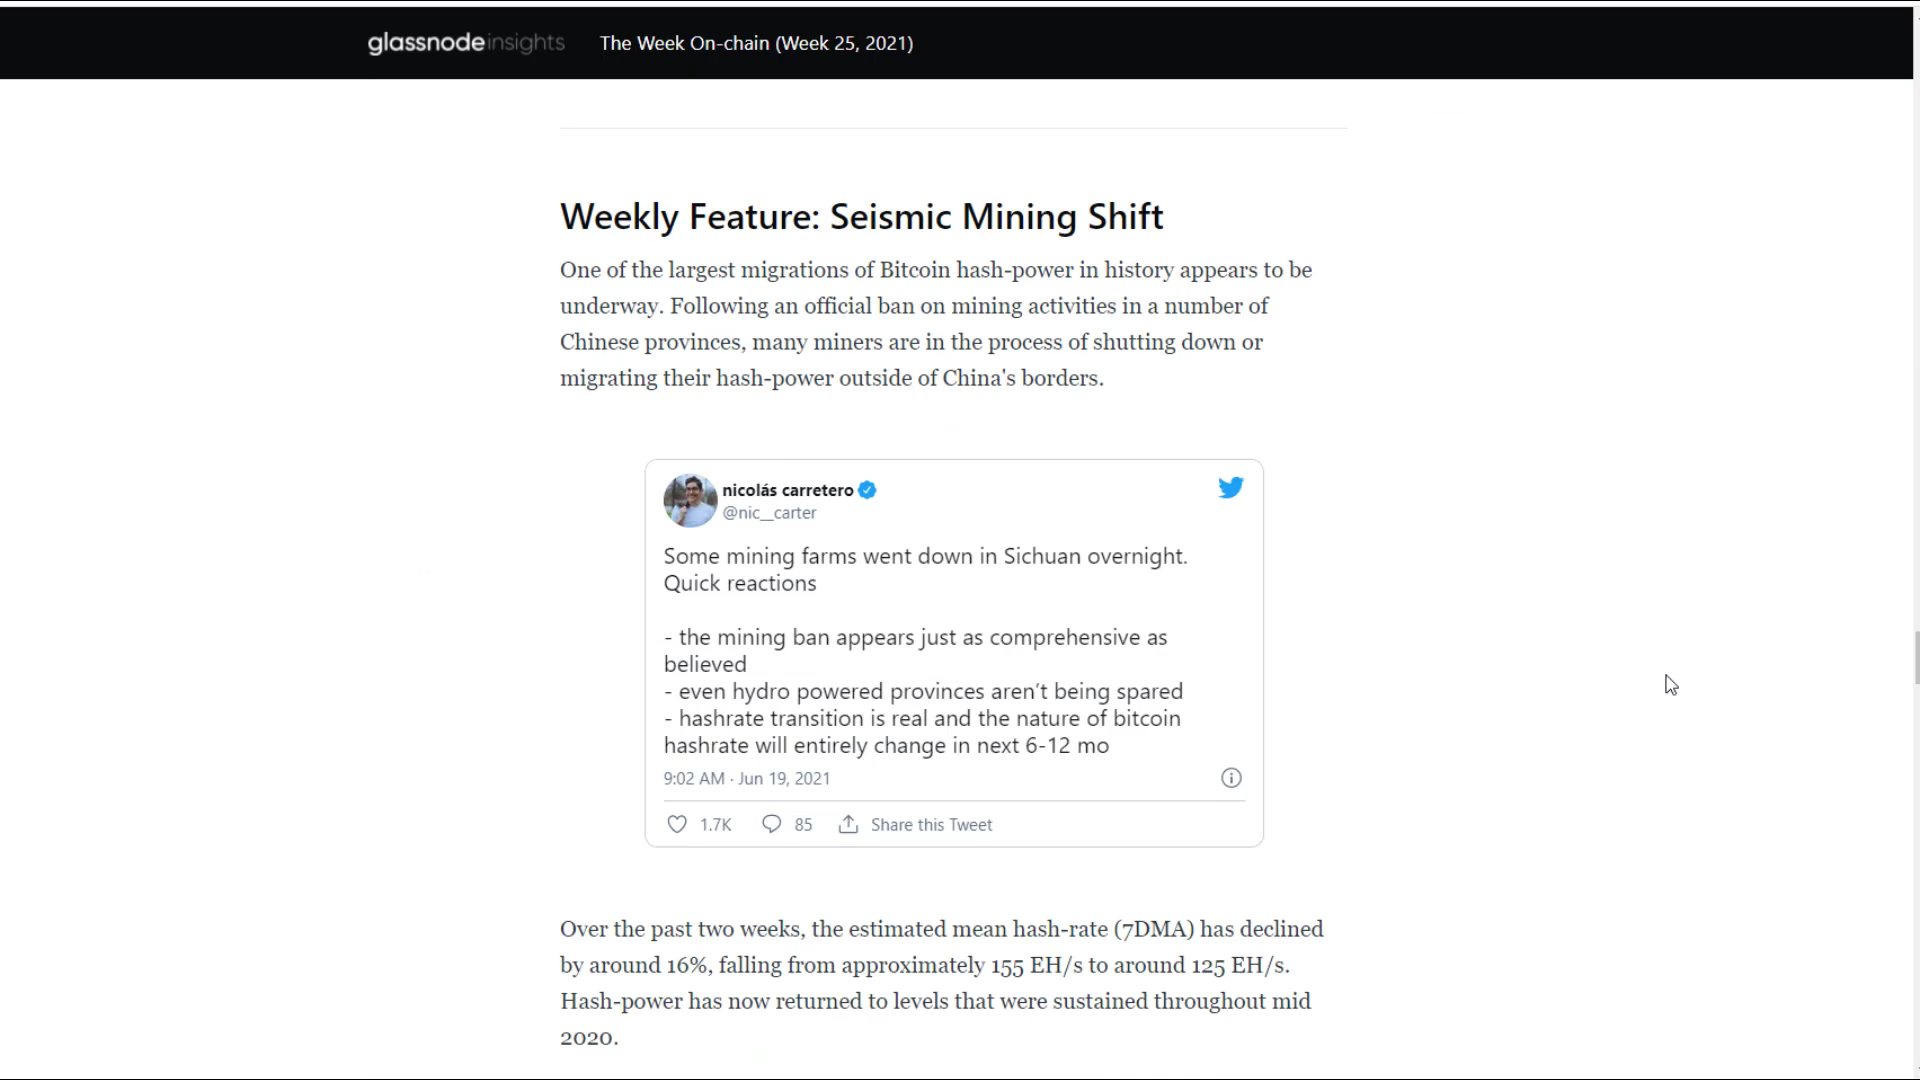 glassnode insights The Week On-chain (Week 25, 2021)
Weekly Feature: Seismic Mining Shift
One of the largest migrations of Bitcoin hash-power in history appears to be
underway. Following an official ban on mining activities in a number of
Chinese provinces, many miners are in the process of shutting down or
migrating their hash-power outside of China's borders.
nicolás carretero
@nic__carter
Some mining farms went down in Sichuan overnight.
Quick reactions
- the mining ban appears just as comprehensive as
believed
- even hydro powered provinces aren't being spared
- hashrate transition is real and the nature of bitcoin
hashrate will entirely change in next 6-12 mo
9:02 AM · Jun 19, 2021
1.7K 85 Share this Tweet
Over the past two weeks, the estimated mean hash-rate (7DMA) has declined
by around 16%, falling from approximately 155 EH/s to around 125 EH/s.
Hash-power has now returned to levels that were sustained throughout mid
2020.